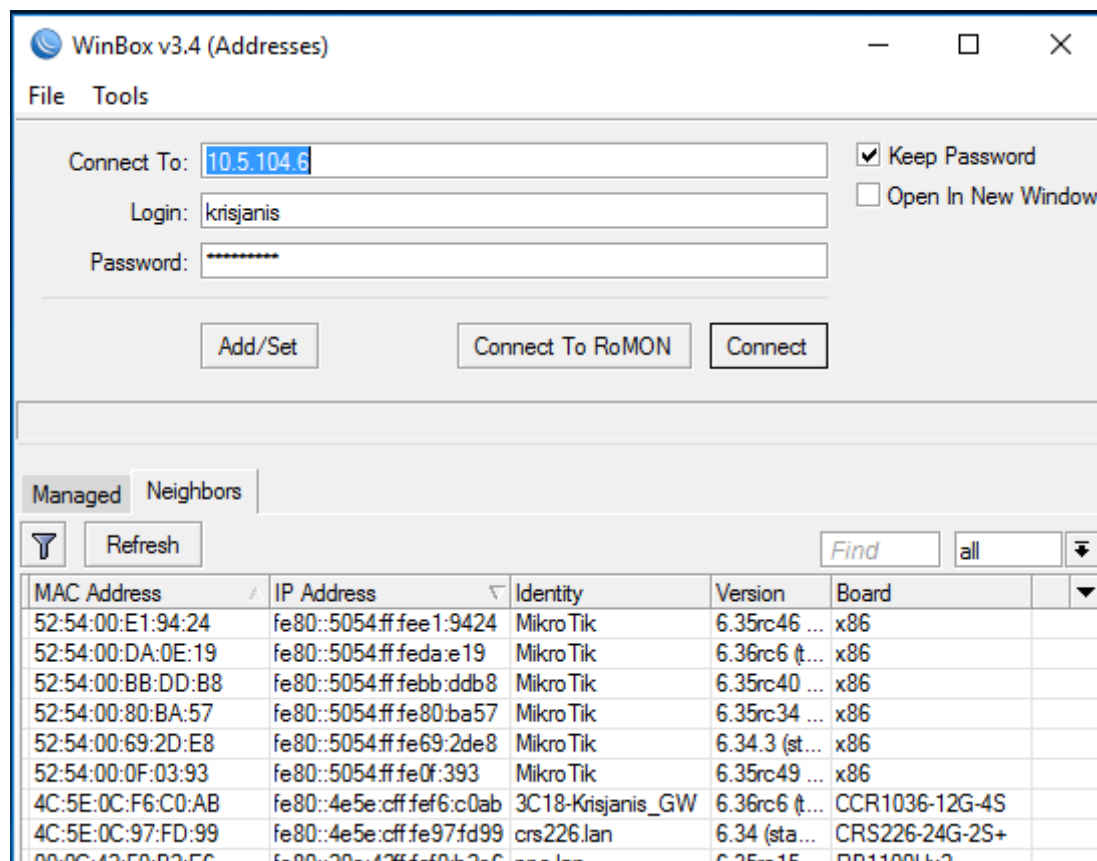 WinBox v3.4 (Addresses)
File Tools
Connect To: 10.5.104.6 Keep Password
Login: krisjanis Open In New Window
Password: *********
Add/Set Connect To RoMON Connect
Managed Neighbors
Refresh Find all
MAC Address IP Address Identity Version Board
52:54:00:E1:94:24 fe80::5054:ff:fee1:9424 MikroTik 6.35rc46 ... x86
52:54:00:DA:0E:19 fe80::5054:ff:feda:e19 MikroTik 6.36rc6 (t... x86
52:54:00:BB:DD:B8 fe80::5054:ff:febb:ddb8 MikroTik 6.35rc40 ... x86
52:54:00:80:BA:57 fe80::5054:ff:fe80:ba57 MikroTik 6.35rc34 ... x86
52:54:00:69:2D:E8 fe80::5054:ff:fe69:2de8 MikroTik 6.34.3 (st... x86
52:54:00:0F:03:93 fe80::5054:ff:fe0f:393 MikroTik 6.35rc49 ... x86
4C:5E:0C:F6:C0:AB fe80::4e5e:cff:fef6:c0ab 3C18-Krisjanis_GW 6.36rc6 (t... CCR1036-12G-4S
4C:5E:0C:97:FD:99 fe80::4e5e:cff:fe97:fd99 crs226.lan 6.34 (sta... CRS226-24G-2S+